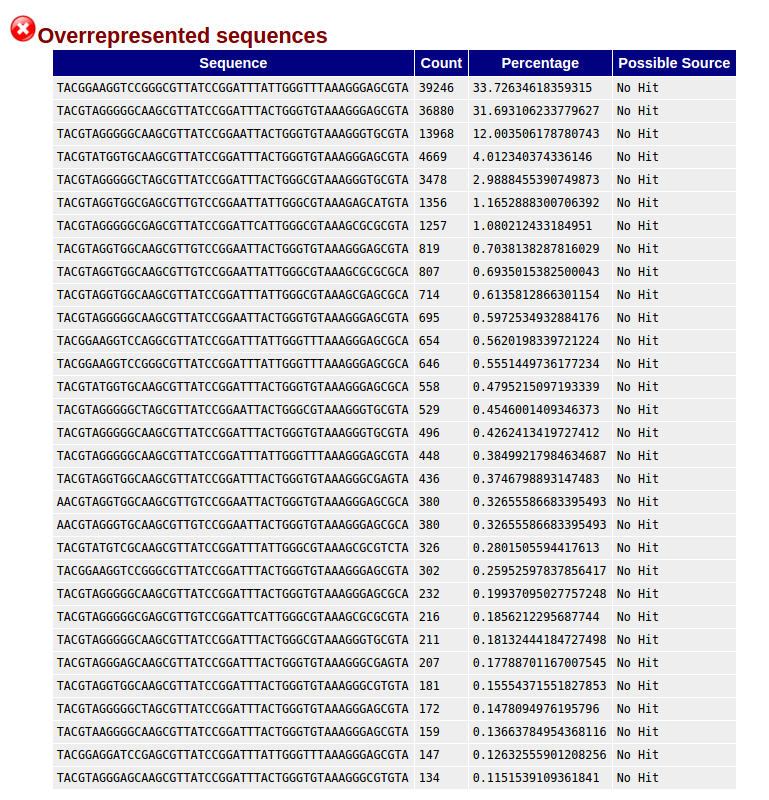 Overrepresented sequences
Sequence Count Percentage Possible Source
TACGGAAGGTCCGGGCGTTATCCGGATTTATTGGGTTTAAAGGGAGCGTA 39246 33.72634618359315 No Hit
TACGTAGGGGGCAAGCGTTATCCGGATTTACTGGGTGTAAAGGGAGCGTA 36880 31.693106233779627 No Hit
TACGTAGGGGGCAAGCGTTATCCGGAATTACTGGGTGTAAAGGGTGCGTA 13968 12.003506178780743 No Hit
TACGTATGGTGCAAGCGTTATCCGGATTTACTGGGTGTAAAGGGAGCGTA 4669 4.012340374336146 No Hit
TACGTAGGGGGCTAGCGTTATCCGGATTTACTGGGCGTAAAGGGTGCGTA 3478 2.9888455390749873 No Hit
TACGTAGGTGGCGAGCGTTGTCCGGAATTATTGGGCGTAAAGAGCATGTA 1356 1.1652888300706392 No Hit
TACGTAGGGGGCGAGCGTTATCCGGATTCATTGGGCGTAAAGCGCGCGTA 1257 1.080212433184951 No Hit
TACGTAGGTGGCAAGCGTTGTCCGGAATTACTGGGTGTAAAGGGAGCGTA 819 0.7038138287816029 No Hit
TACGTAGGTGGCAAGCGTTGTCCGGAATTATTGGGCGTAAAGCGCGCGCA 807 0.6935015382500043 No Hit
TACGTAGGTGGCAAGCGTTATCCGGATTTATTGGGCGTAAAGCGAGCGCA 714 0.6135812866301154 No Hit
TACGTAGGGGGCAAGCGTTATCCGGAATTACTGGGTGTAAAGGGAGCGTA 695 0.5972534932884176 No Hit
TACGGAAGGTCCAGGCGTTATCCGGATTTATTGGGTTTAAAGGGAGCGCA 654 0.5620198339721224 No Hit
TACGGAAGGTCCGGGCGTTATCCGGATTTATTGGGTTTAAAGGGAGCGCA 646 0.5551449736177234 No Hit
TACGTATGGTGCAAGCGTTATCCGGATTTACTGGGTGTAAAGGGAGCGCA 558 0.4795215097193339 No Hit
TACGTAGGGGGCTAGCGTTATCCGGAATTACTGGGCGTAAAGGGTGCGTA 529 0.4546001409346373 No Hit
TACGTAGGGGGCAAGCGTTATCCGGATTTACTGGGTGTAAAGGGTGCGTA 496 0.4262413419727412 No Hit
TACGTAGGGGGCAAGCGTTATCCGGATTTATTGGGTTTAAAGGGAGCGTA 448 0.38499217984634687 No Hit
TACGTAGGTGGCAAGCGTTATCCGGATTTACTGGGTGTAAAGGGCGAGTA 436 0.3746798893147483 No Hit
AACGTAGGTGGCAAGCGTTGTCCGGAATTACTGGGTGTAAAGGGAGCGCA 380 0.32655586683395493 No Hit
AACGTAGGGTGCAAGCGTTGTCCGGAATTACTGGGTGTAAAGGGAGCGCA 380 0.32655586683395493 No Hit
TACGTATGTCGCAAGCGTTATCCGGATTTATTGGGCGTAAAGCGCGTCTA 326 0.2801505594417613 No Hit
TACGGAAGGTCCGGGCGTTATCCGGATTTACTGGGTGTAAAGGGAGCGTA 302 0.25952597837856417 No Hit
TACGTAGGGGGCAAGCGTTATCCGGATTTACTGGGTGTAAAGGGAGCGCA 232 0.19937095027757248 No Hit
TACGTAGGGGGCGAGCGTTGTCCGGATTCATTGGGCGTAAAGCGCGCGTA 216 0.1856212295687744 No Hit
TACGTAGGGGGCAAGCGTTATCCGGATTTACTGGGCGTAAAGGGTGCGTA 211 0.18132444184727498 No Hit
TACGTAGGGAGCAAGCGTTATCCGGATTTACTGGGTGTAAAGGGCGAGTA 207 0.17788701167007545 No Hit
TACGTAGGTGGCAAGCGTTATCCGGATTTACTGGGTGTAAAGGGCGTGTA 181 0.15554371551827853 No Hit
TACGTAGGGGGCTAGCGTTATCCGGATTTACTGGGTGTAAAGGGAGCGTA 172 0.1478094976195796 No Hit
TACGTAAGGGGCAAGCGTTATCCGGATTTACTGGGTGTAAAGGGAGCGTA 159 0.13663784954368116 No Hit
TACGGAGGATCCGAGCGTTATCCGGATTTATTGGGTTTAAAGGGAGCGTA 147 0.12632555901208256 No Hit
TACGTAGGGAGCAAGCGTTATCCGGATTTACTGGGTGTAAAGGGCGTGTA 134 0.1151539109361841 No Hit